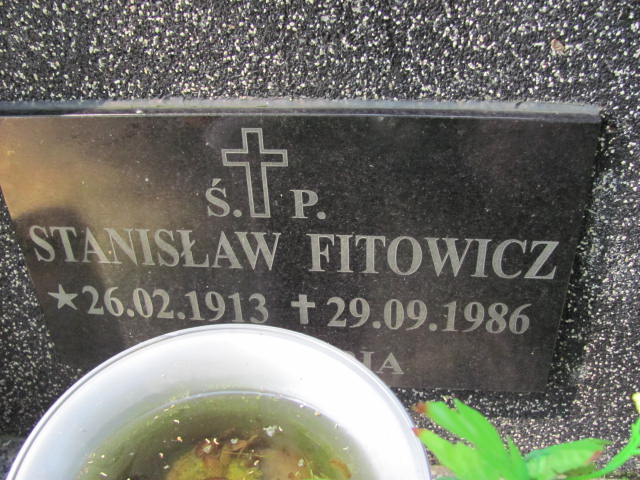 Ś. P.
STANISŁAW FITOWICZ
★26.02.1913 ✝29.09.1986